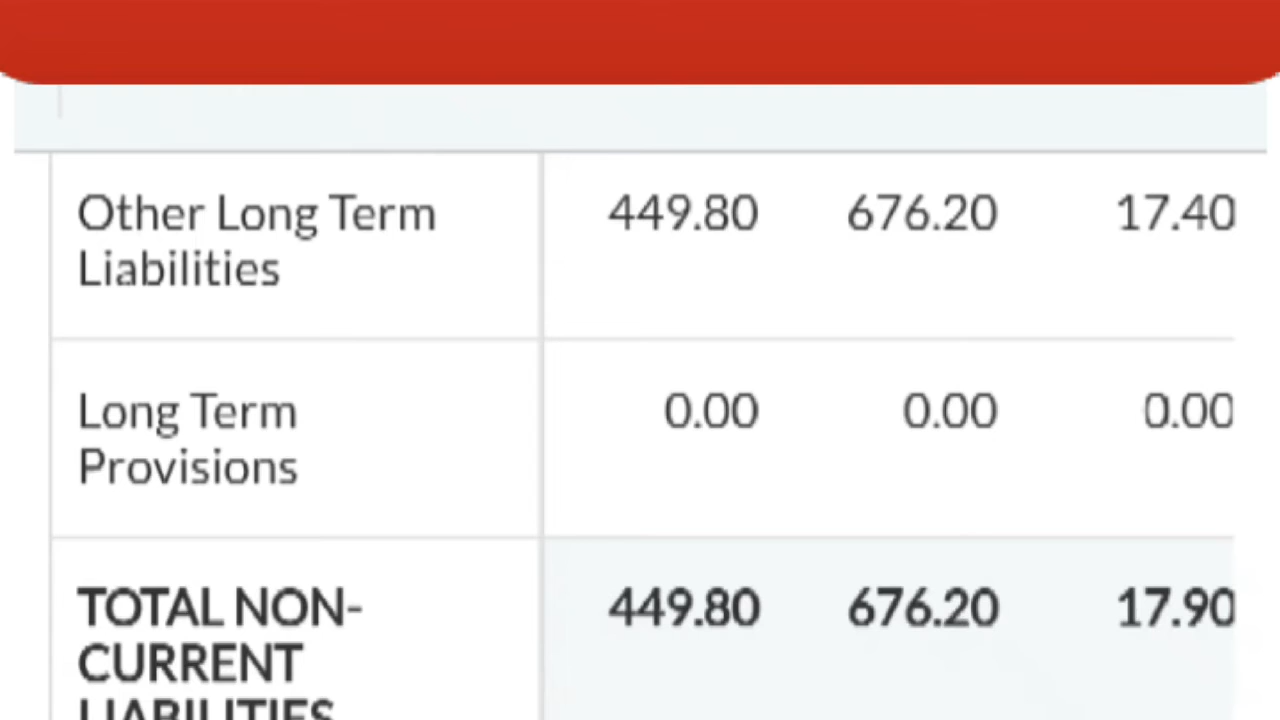 Other Long Term 449.80 676.20 17.40
Liabilities
Long Term 0.00 0.00 0.00
Provisions
TOTAL NON- 449.80 676.20 17.90
CURRENT
LIABILITIES